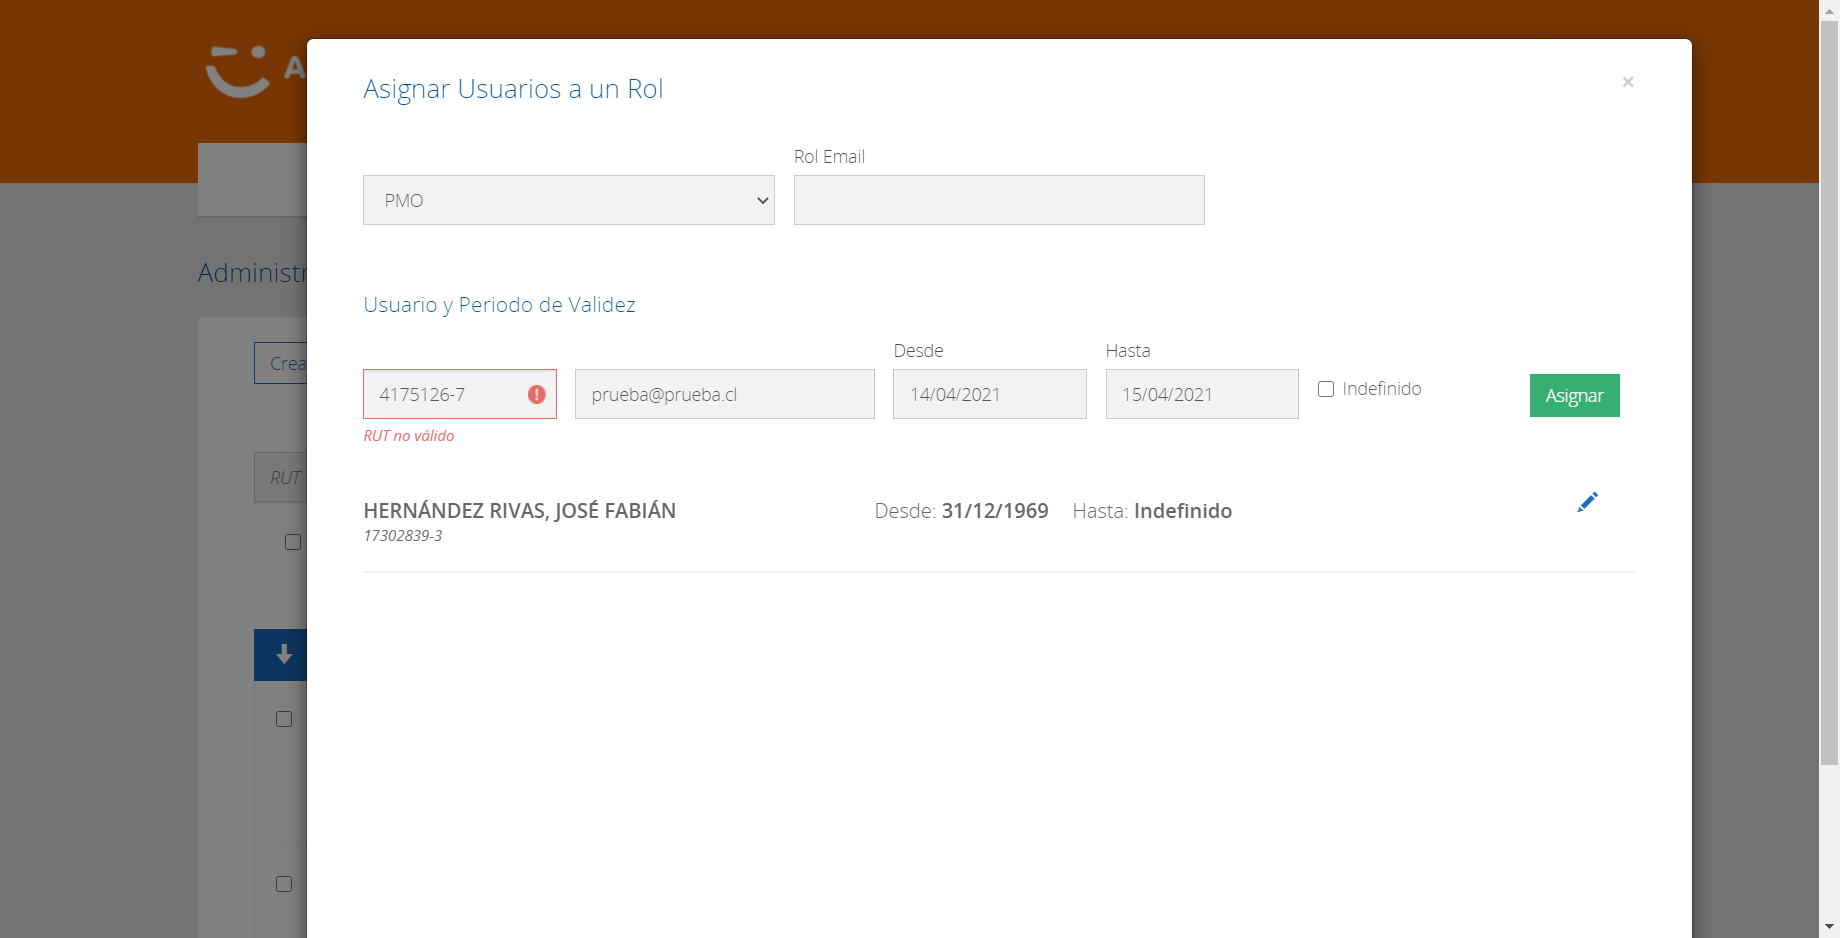 A
Asignar Usuarios a un Rol
×
Rol Email
PMO
Administr
Usuario y Periodo de Validez
Desde
Hasta
Crea
4175126-7
prueba@prueba.cl
14/04/2021
15/04/2021
Indefinido
Asignar
RUT no válido
RUT
HERNÁNDEZ RIVAS, JOSÉ FABIÁN
Desde: 31/12/1969
Hasta: Indefinido
17302839-3